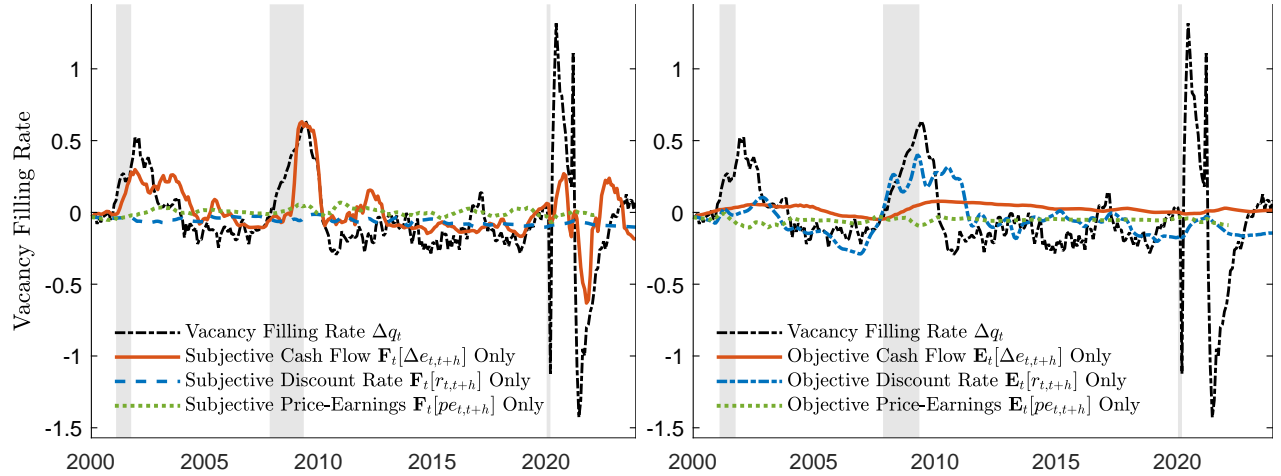 Vacancy Filling Rate
1
0.5
0
-0.5
-1
-1.5
Vacancy Filling Rate Δq_t
Subjective Cash Flow F_t[Δe_{t,t+h}] Only
Subjective Discount Rate F_t[r_{t,t+h}] Only
Subjective Price-Earnings F_t[pe_{t,t+h}] Only
2000 2005 2010 2015 2020
1
0.5
0
-0.5
-1
-1.5
Vacancy Filling Rate Δq_t
Objective Cash Flow E_t[Δe_{t,t+h}] Only
Objective Discount Rate E_t[r_{t,t+h}] Only
Objective Price-Earnings E_t[pe_{t,t+h}] Only
2000 2005 2010 2015 2020